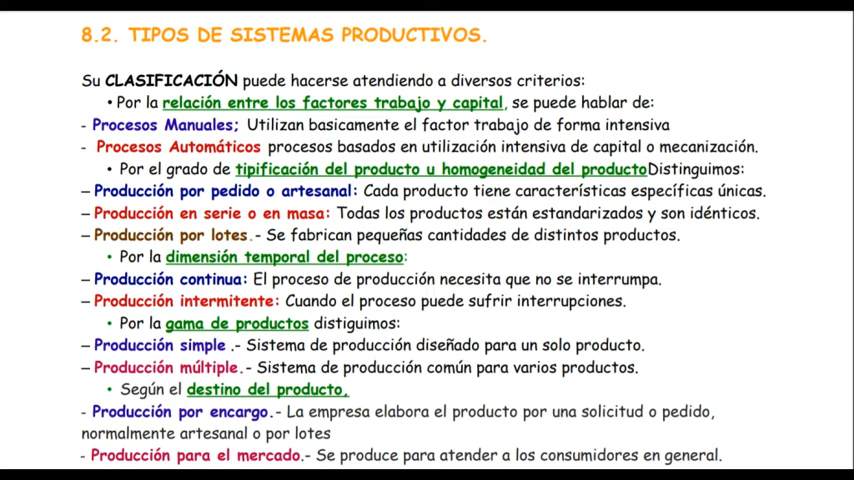 8.2. TIPOS DE SISTEMAS PRODUCTIVOS.
Su CLASIFICACIÓN puede hacerse atendiendo a diversos criterios:
• Por la relación entre los factores trabajo y capital, se puede hablar de:
- Procesos Manuales; Utilizan basicamente el factor trabajo de forma intensiva
- Procesos Automáticos procesos basados en utilización intensiva de capital o mecanización.
• Por el grado de tipificación del producto u homogeneidad del productoDistinguimos:
– Producción por pedido o artesanal: Cada producto tiene características específicas únicas.
– Producción en serie o en masa: Todas los productos están estandarizados y son idénticos.
– Producción por lotes.- Se fabrican pequeñas cantidades de distintos productos.
• Por la dimensión temporal del proceso:
– Producción continua: El proceso de producción necesita que no se interrumpa.
– Producción intermitente: Cuando el proceso puede sufrir interrupciones.
• Por la gama de productos distiguimos:
– Producción simple .- Sistema de producción diseñado para un solo producto.
– Producción múltiple.- Sistema de producción común para varios productos.
• Según el destino del producto,
- Producción por encargo.- La empresa elabora el producto por una solicitud o pedido,
normalmente artesanal o por lotes
- Producción para el mercado.- Se produce para atender a los consumidores en general.